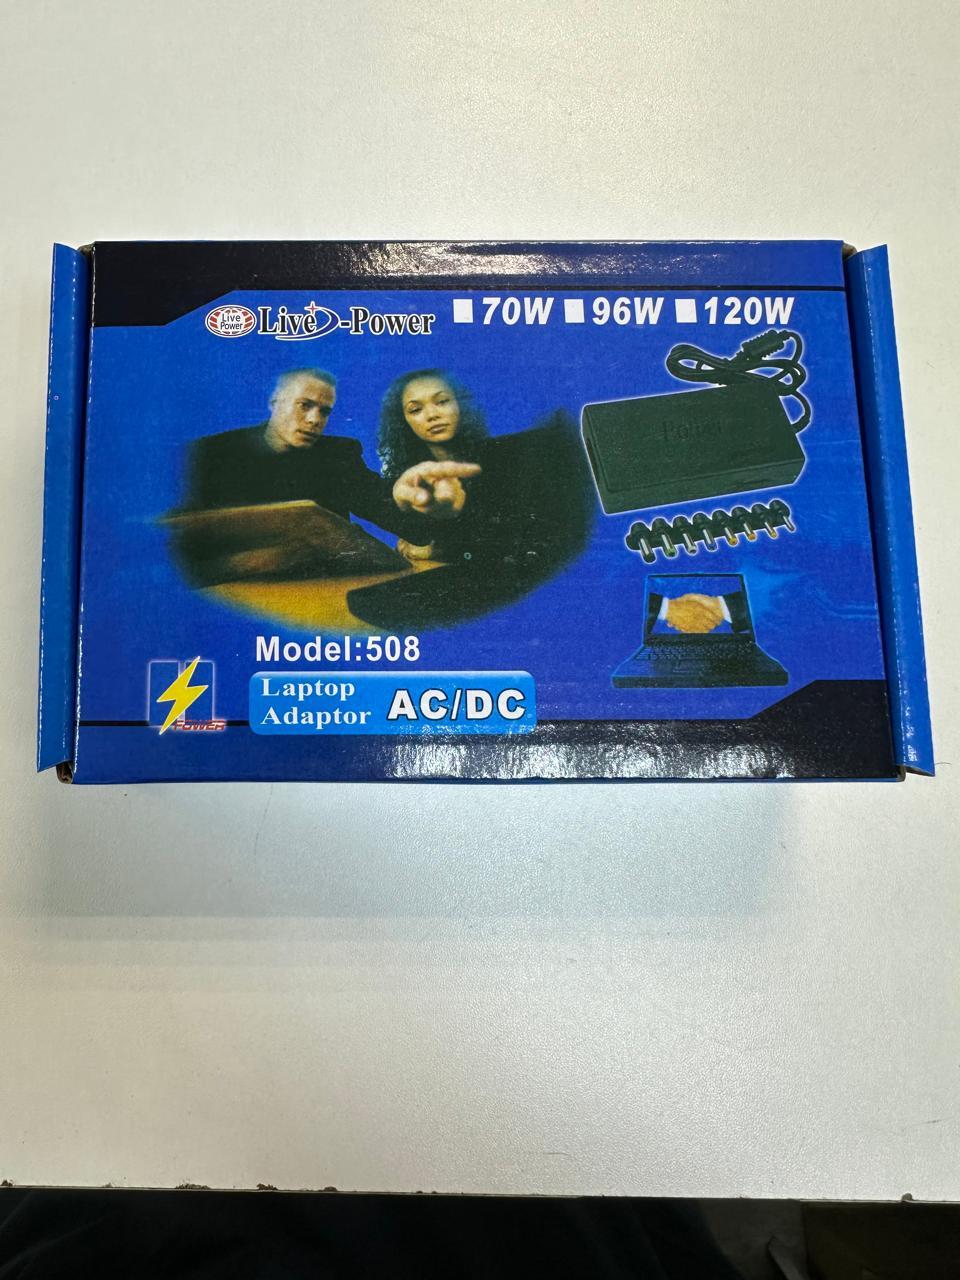 Live Power
Live-Power
70W 96W 120W
Power
Model:508
POWER
Laptop
Adaptor AC/DC